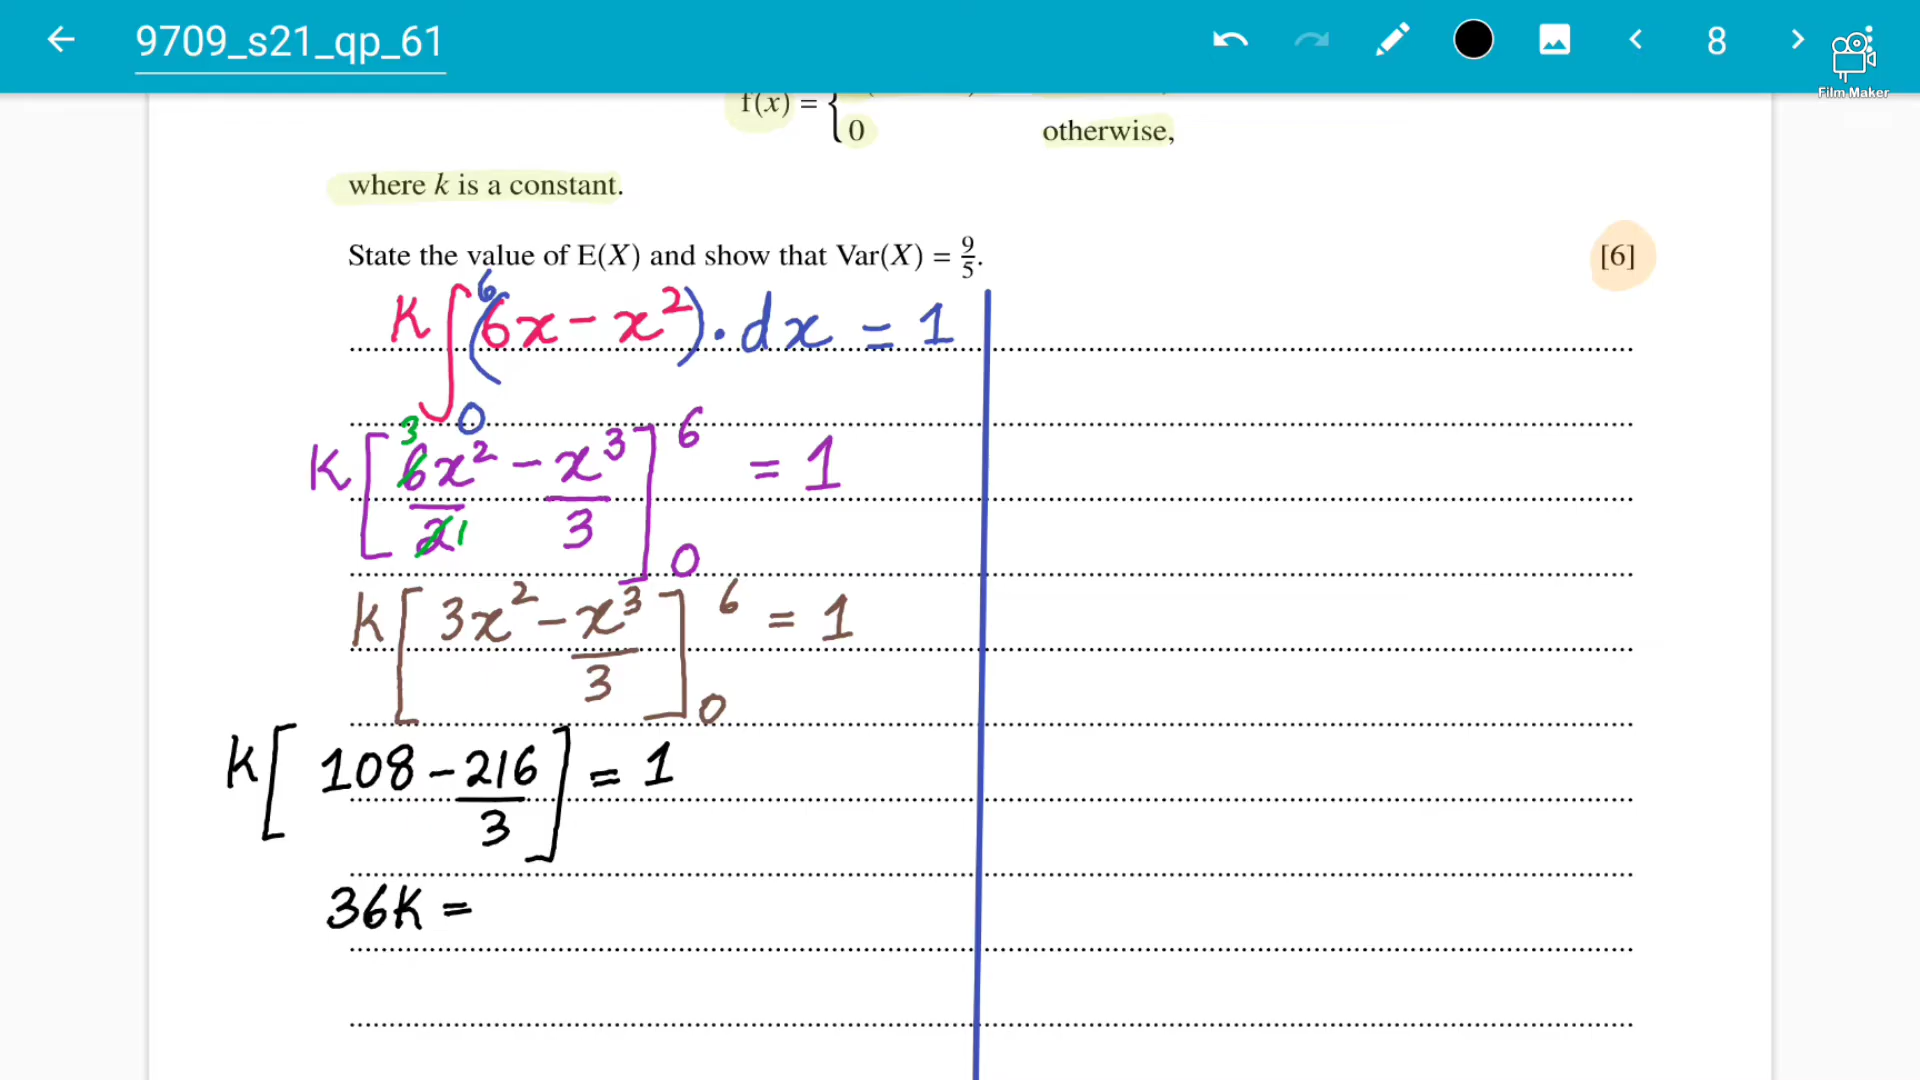 9709_s21_qp_61
8
Film Maker
f(x) = {
0 otherwise,
where k is a constant.
State the value of E(X) and show that Var(X) = 9/5. [6]
K ∫₀⁶ (6x - x²) · dx = 1
3
K [6x²/2 - x³/3]₀⁶ = 1
1
K [3x² - x³/3]₀⁶ = 1
K [108 - 216/3] = 1
36K =